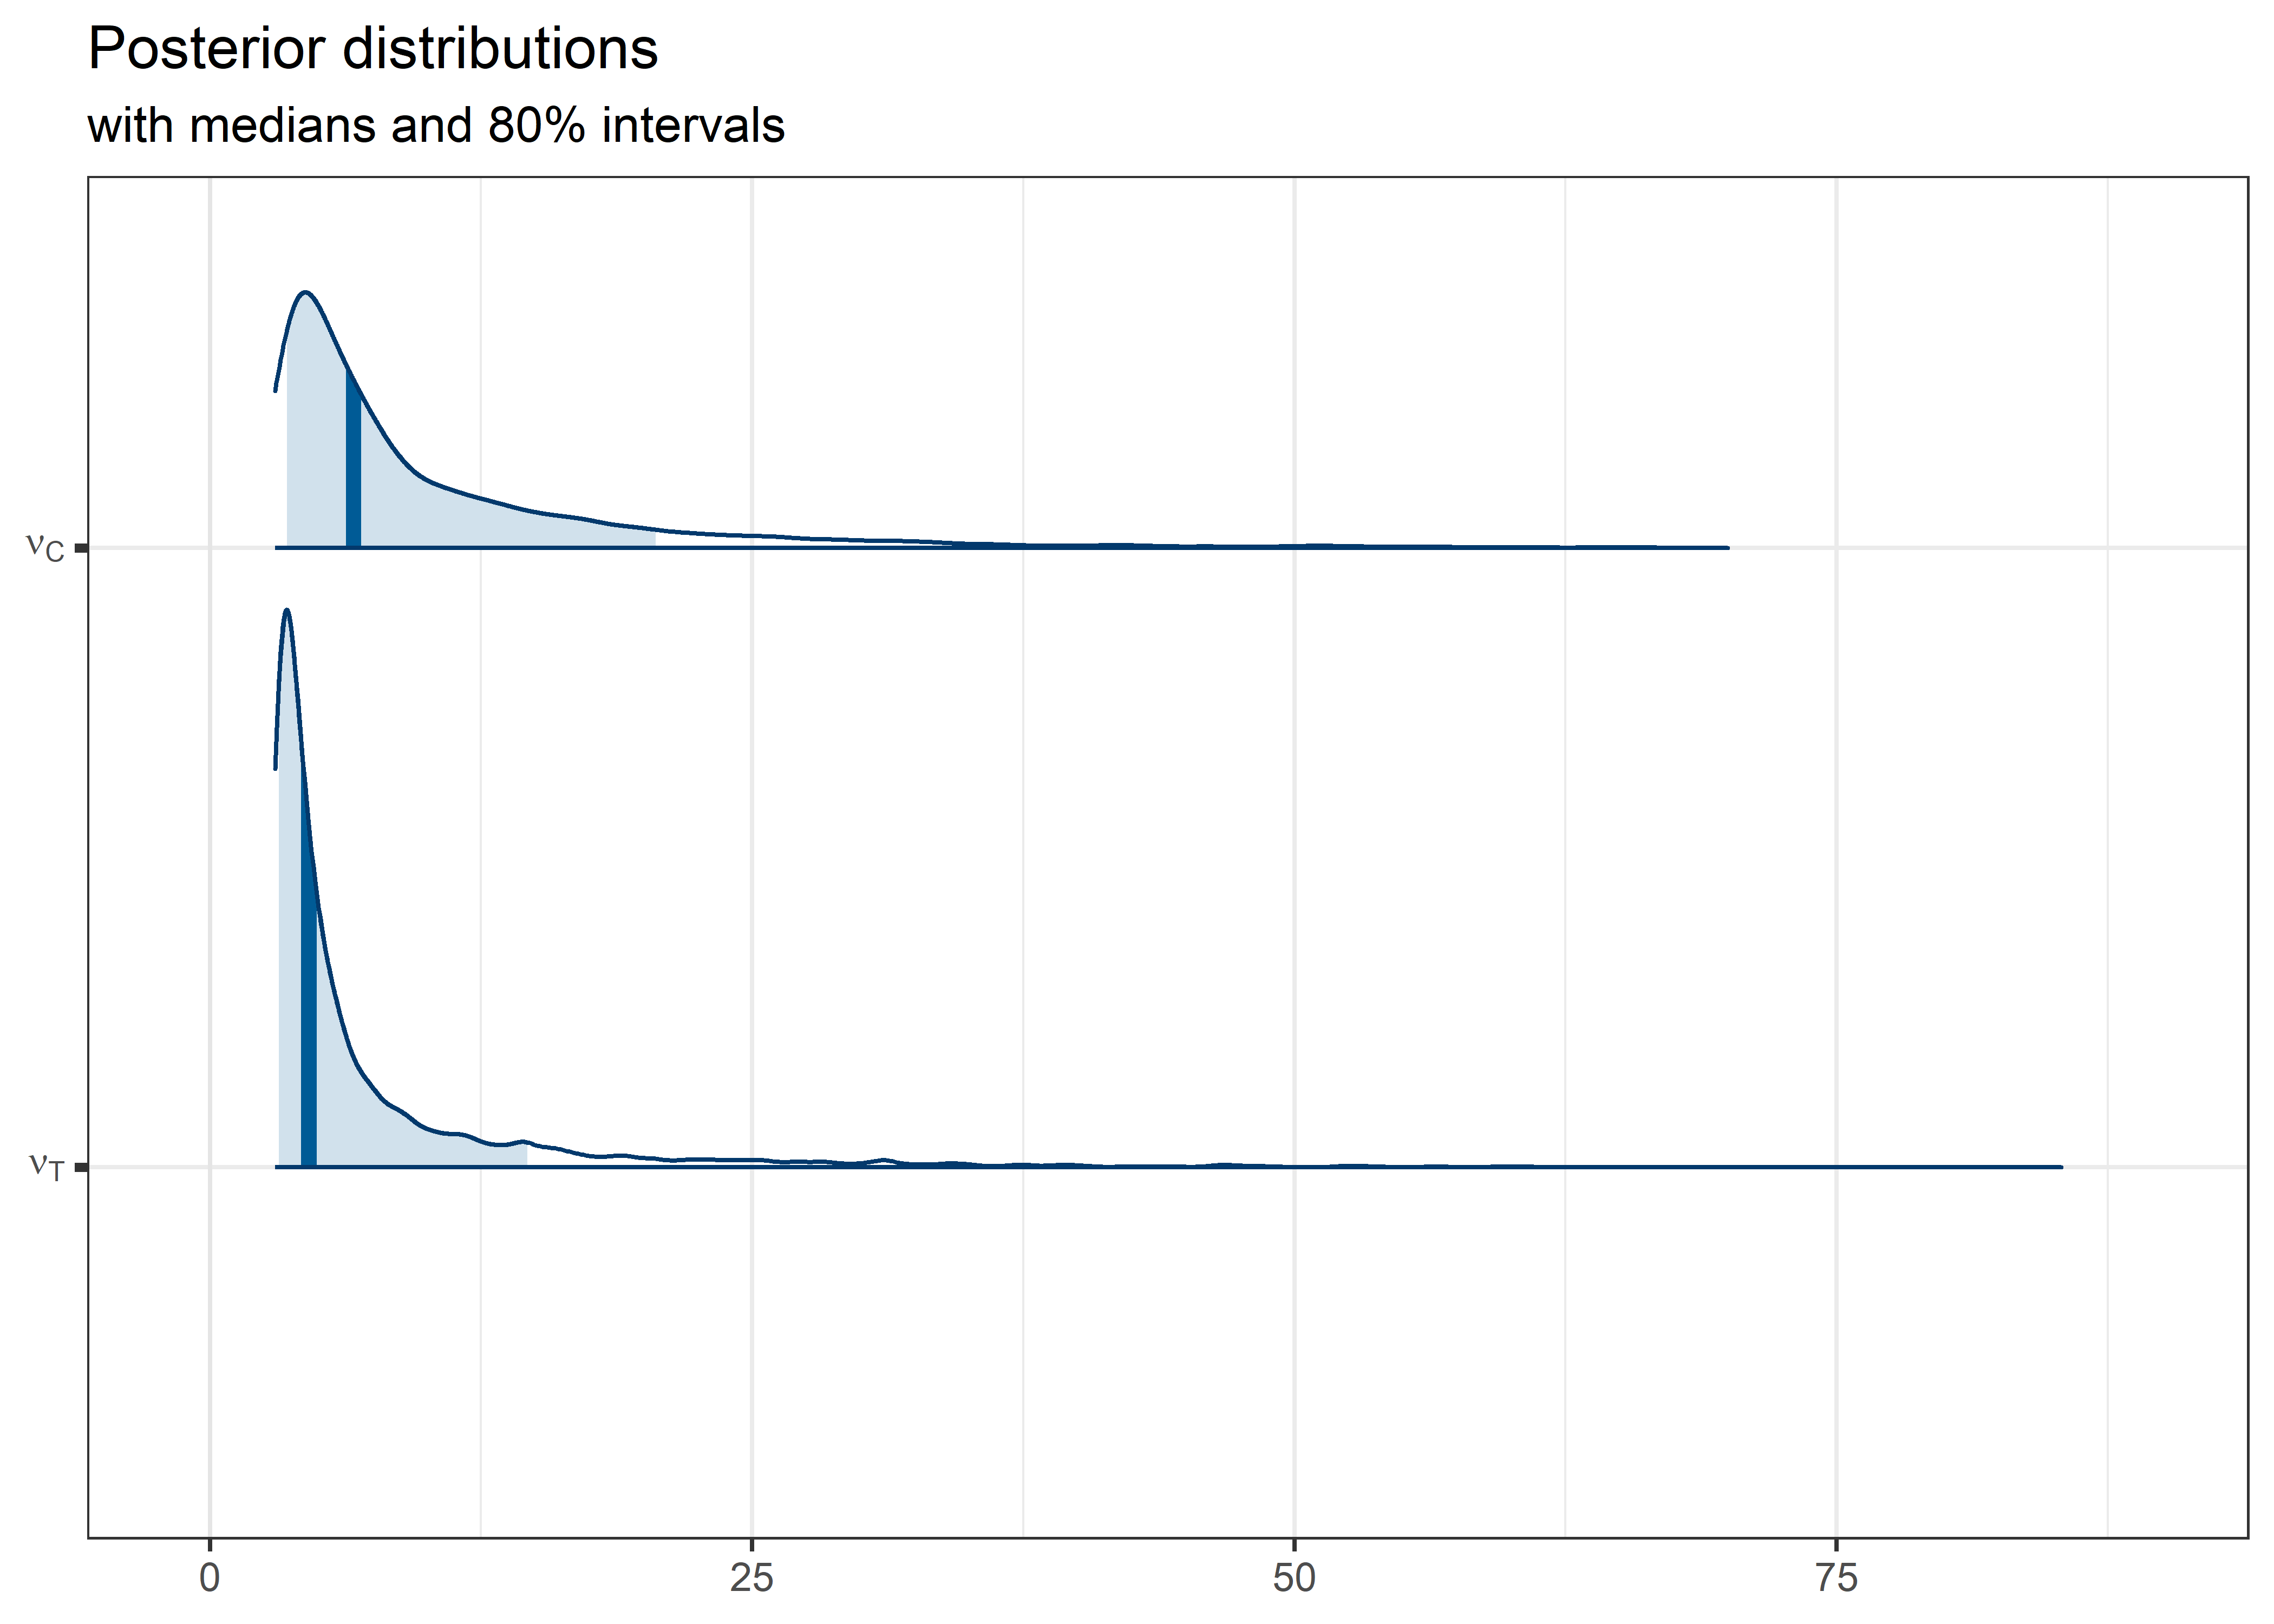 Posterior distributions
with medians and 80% intervals
νC
νT
0 25 50 75